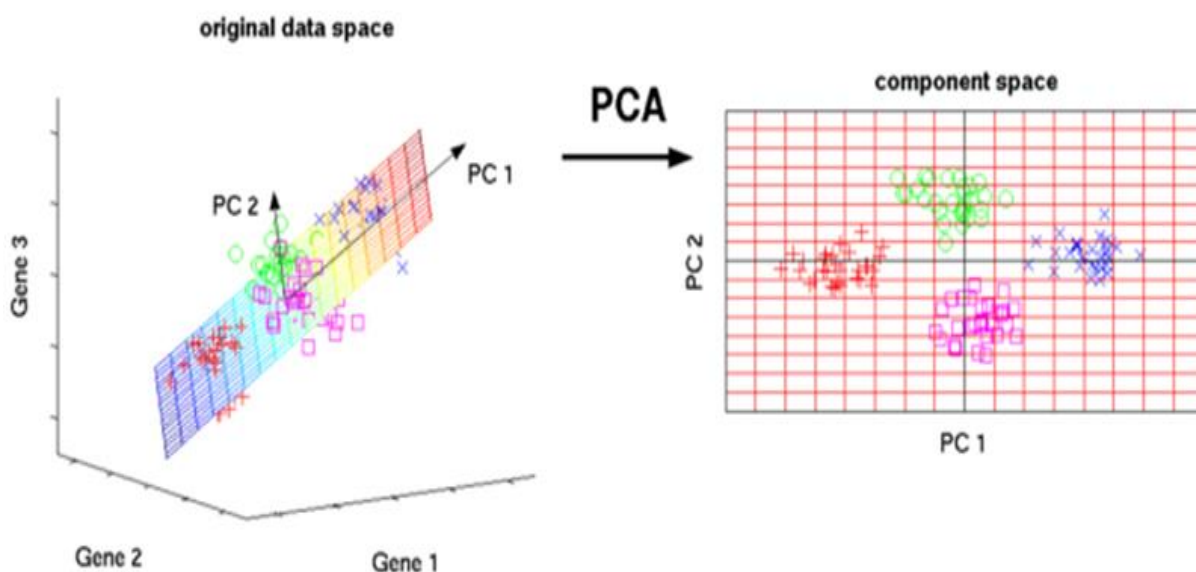 original data space
PCA
component space
PC 1
PC 2
Gene 3
PC 2
PC 1
Gene 2
Gene 1